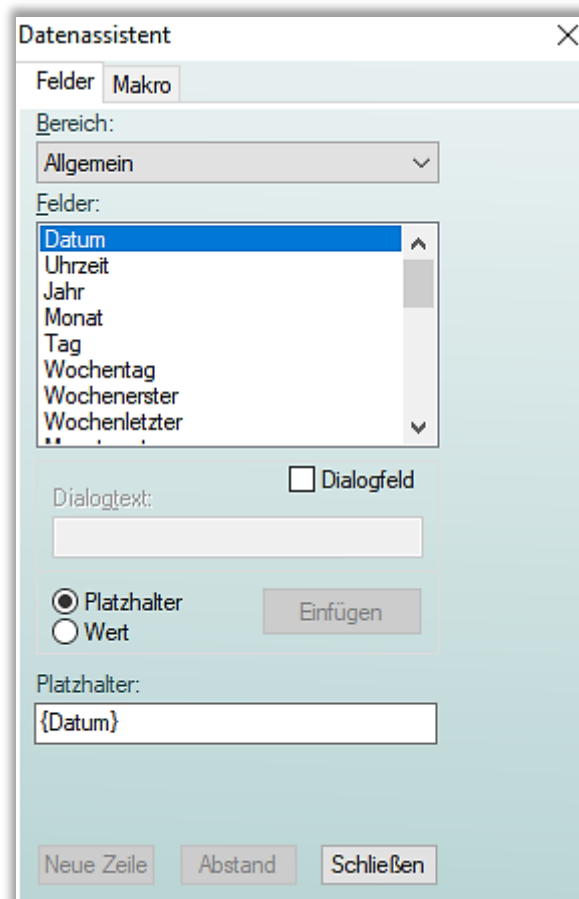 Datenassistent
Felder Makro
Bereich:
Allgemein
Felder:
Datum
Uhrzeit
Jahr
Monat
Tag
Wochentag
Wochenerster
Wochenletzter
Dialogfeld
Dialogtext:
Platzhalter
Wert
Einfügen
Platzhalter:
{Datum}
Neue Zeile Abstand Schließen